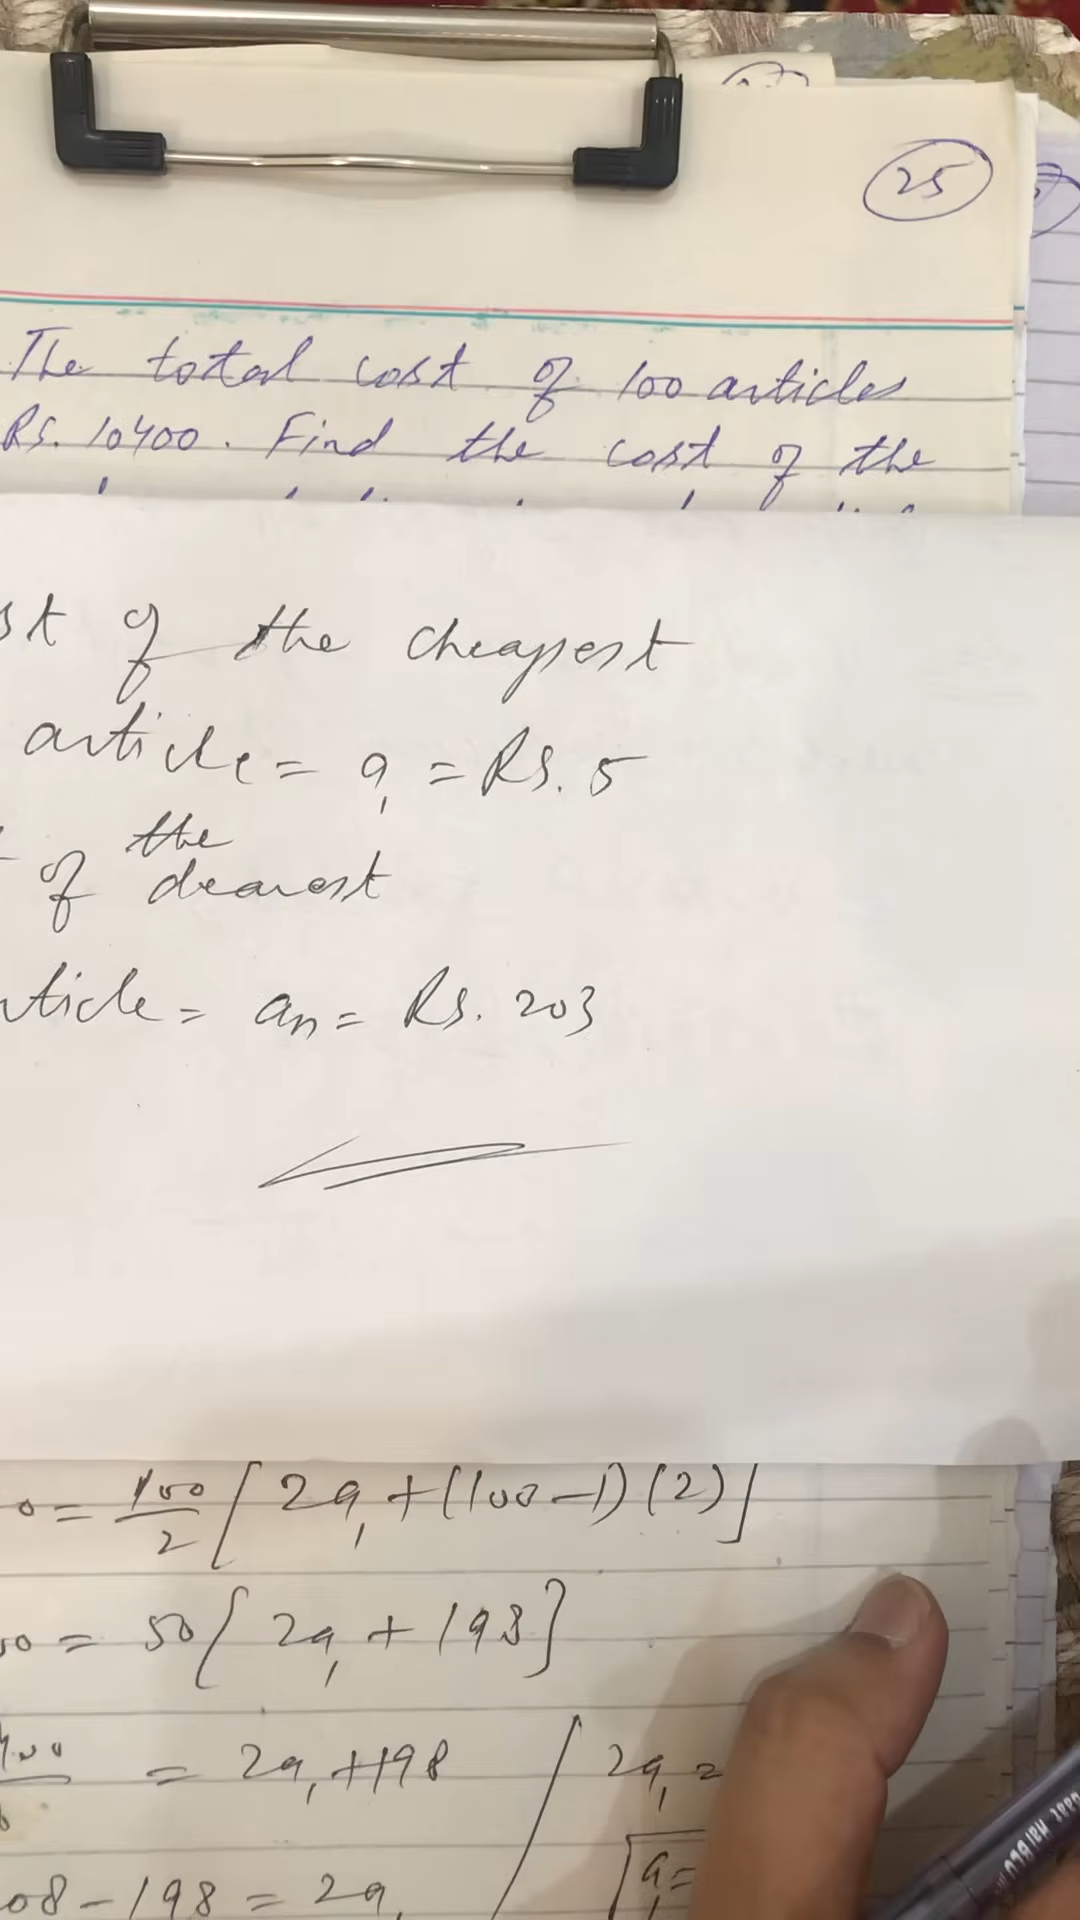 25
The total cost of 100 articles
Rs. 10400. Find the cost of the
of the cheapest
article = a₁ = Rs. 5
the
of dearest
= aₙ = Rs. 203
= 100/2 [2a₁ + (100-1)(2)]
= 50 [2a₁ + 198]
= 2a₁ + 198 / 2a₁ =
08 - 198 = 2a₁ a₁ =